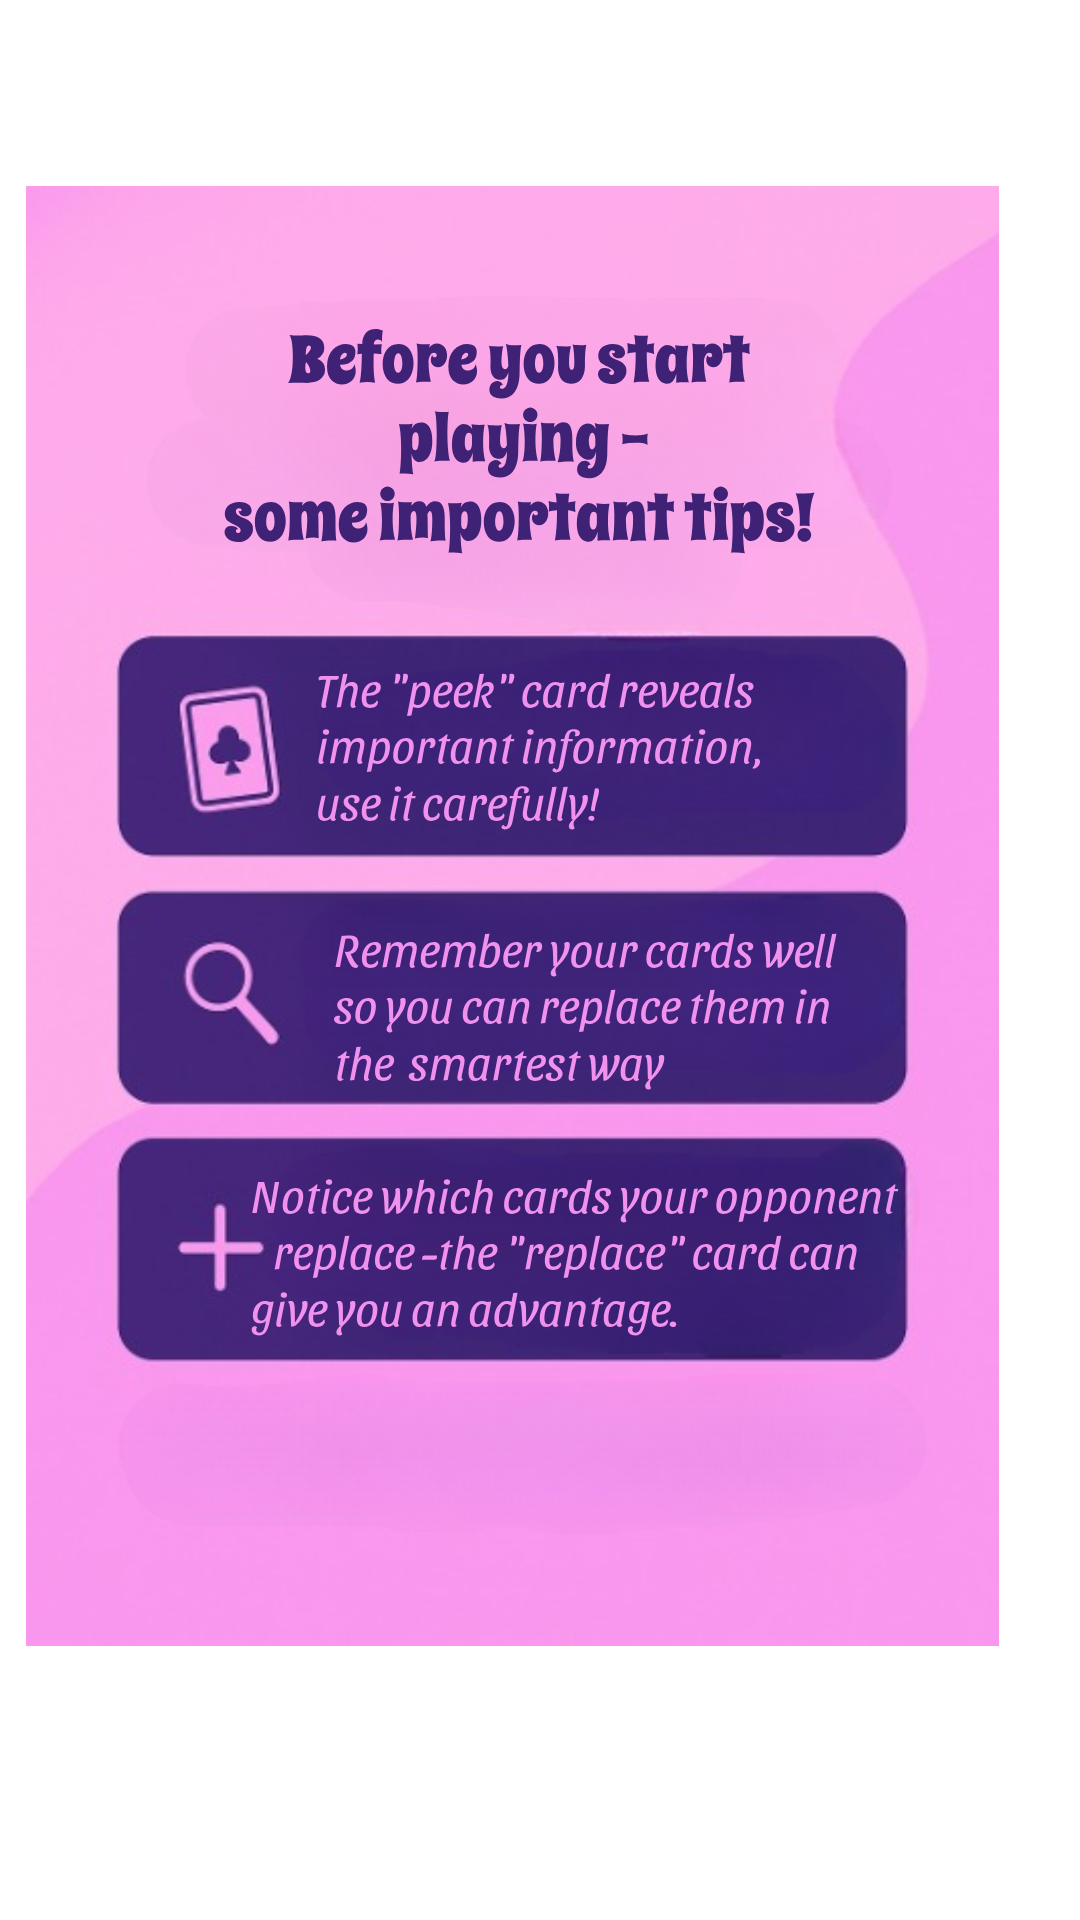 Before you start
playing -
some important tips!
The "peek" card reveals
important information,
use it carefully!
Remember your cards well
so you can replace them in
the smartest way
Notice which cards your opponent
replace -the "replace" card can
give you an advantage.